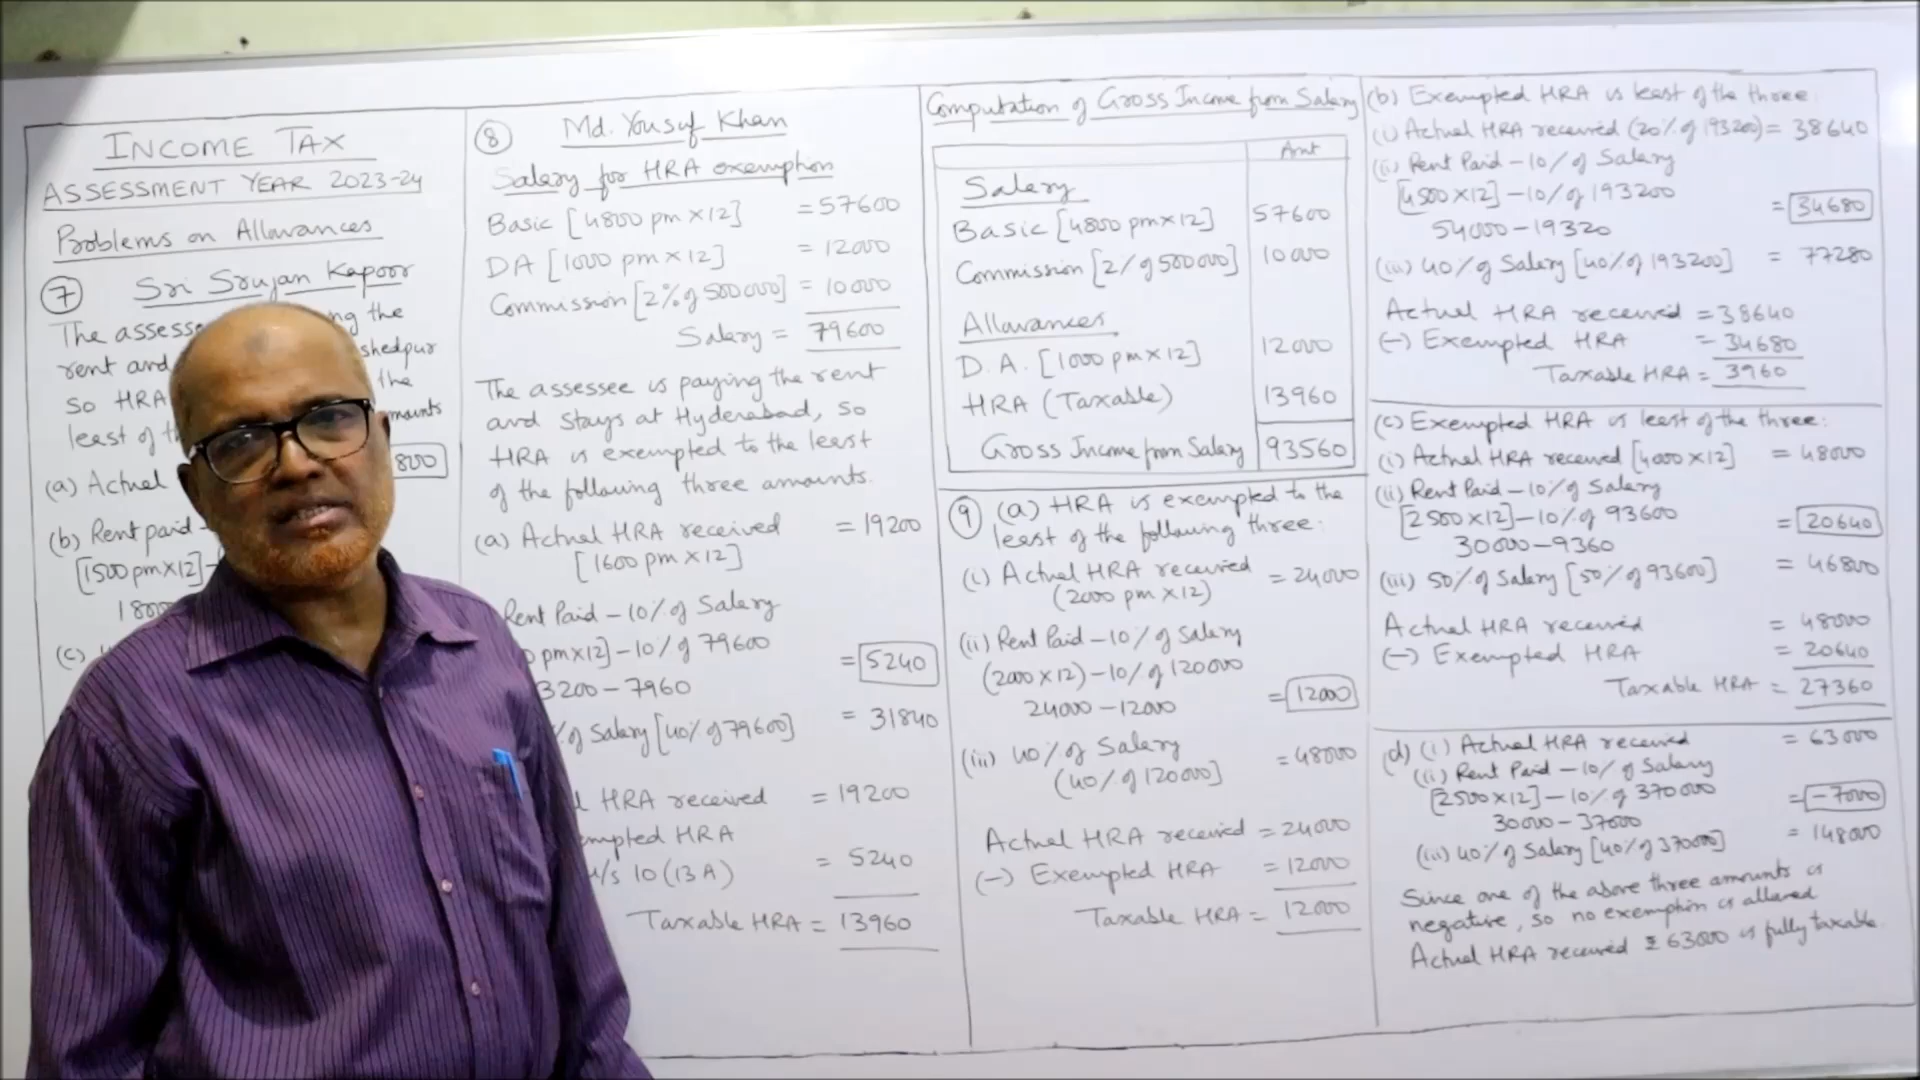 INCOME TAX
ASSESSMENT YEAR 2023-24
Problems on Allowances
(7) Sri Srujan Kapoor
The assesse ng the
rent and shedpur
so HRA the
least of th mounts
(a) Actual 800
(b) Rent paid -
[1500 pm×12] -
1800
(c)
(8) Md. Yousuf Khan
Salary for HRA exemption
Basic [4800 pm×12] = 57600
DA [1000 pm×12] = 12000
Commission [2% of 500000] = 10000
Salary = 79600
The assessee is paying the rent
and stays at Hyderabad, so
HRA is exempted to the least
of the following three amounts.
(a) Actual HRA received = 19200
[1600 pm×12]
Rent Paid - 10% of Salary
pm×12] - 10% of 79600
= 5240
3200 - 7960
% of Salary [40% of 79600] = 31840
l HRA received = 19200
empted HRA
u/s 10 (13A) = 5240
Taxable HRA = 13960
Computation of Gross Income from Salary
Amt
Salary
Basic [4800 pm×12] 57600
Commission [2% of 500000] 10000
Allowances
D.A. [1000 pm×12] 12000
HRA (Taxable) 13960
Gross Income from Salary 93560
(9) (a) HRA is exempted to the
least of the following three:
(i) Actual HRA received = 24000
(2000 pm×12)
(ii) Rent Paid - 10% of Salary
(2000×12) - 10% of 120000
24000 - 12000 = 12000
(iii) 40% of Salary = 48000
(40% of 120000]
Actual HRA received = 24000
(-) Exempted HRA = 12000
Taxable HRA = 12000
(b) Exempted HRA is least of the three:
(i) Actual HRA received (20% of 193200) = 38640
(ii) Rent Paid - 10% of Salary
[4500×12] - 10% of 193200 = 34680
54000 - 19320
(iii) 40% of Salary [40% of 193200] = 77280
Actual HRA received = 38640
(-) Exempted HRA = 34680
Taxable HRA = 3960
(c) Exempted HRA is least of the three:
(i) Actual HRA received [4000×12] = 48000
(ii) Rent Paid - 10% of Salary
[2500×12] - 10% of 93600 = 20640
30000 - 9360
(iii) 50% of Salary [50% of 93600] = 46800
Actual HRA received = 48000
(-) Exempted HRA = 20640
Taxable HRA = 27360
(d) (i) Actual HRA received = 63000
(ii) Rent Paid - 10% of Salary
[2500×12] - 10% of 370000 = -7000
30000 - 37000
(iii) 40% of Salary [40% of 370000] = 148000
Since one of the above three amounts is
negative, so no exemption is allowed
Actual HRA received ₹ 63000 is fully taxable.